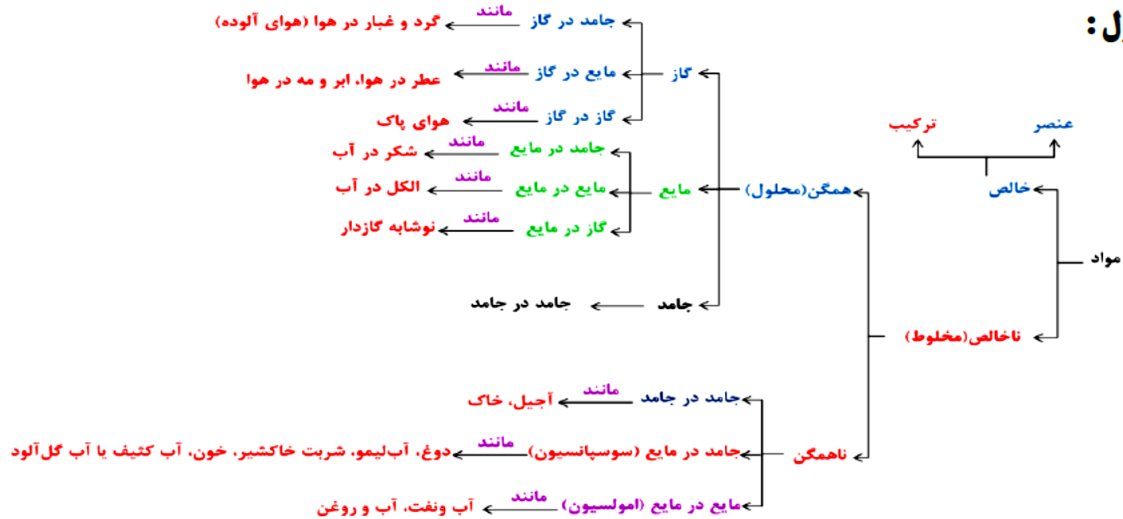 ل:
مواد
خالص
عنصر
ترکیب
ناخالص(مخلوط)
همگن(محلول)
گاز
جامد در گاز مانند گرد و غبار در هوا (هوای آلوده)
مایع در گاز مانند عطر در هوا، ابر و مه در هوا
گاز در گاز مانند هوای پاک
مایع
جامد در مایع مانند شکر در آب
مایع در مایع مانند الکل در آب
گاز در مایع مانند نوشابه گازدار
جامد جامد در جامد
ناهمگن
جامد در جامد مانند آجیل، خاک
جامد در مایع (سوسپانسیون) مانند دوغ، آب‌لیمو، شربت خاکشیر، خون، آب کثیف یا آب گل‌آلود
مایع در مایع (امولسیون) مانند آب ونفت، آب و روغن